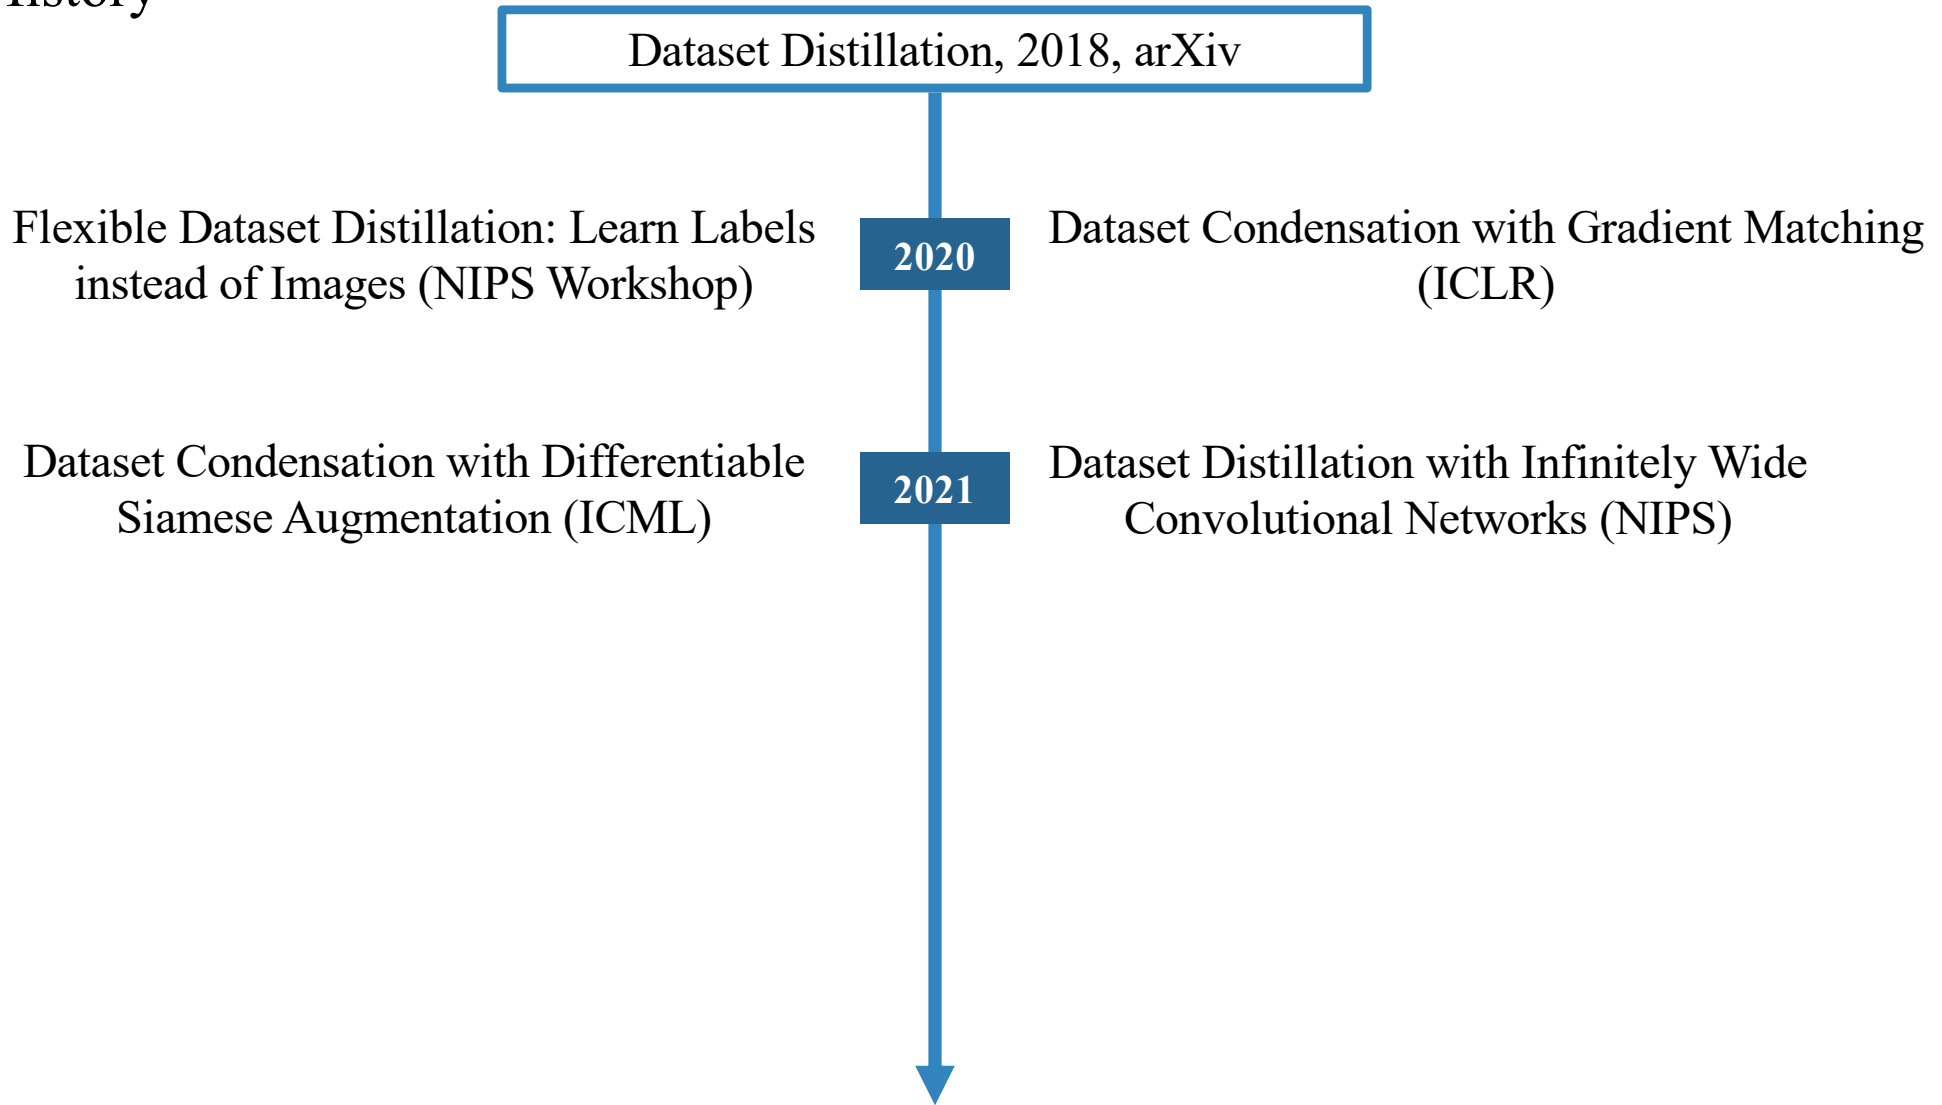 Dataset Distillation, 2018, arXiv
Flexible Dataset Distillation: Learn Labels
instead of Images (NIPS Workshop)
2020
Dataset Condensation with Gradient Matching
(ICLR)
Dataset Condensation with Differentiable
Siamese Augmentation (ICML)
2021
Dataset Distillation with Infinitely Wide
Convolutional Networks (NIPS)